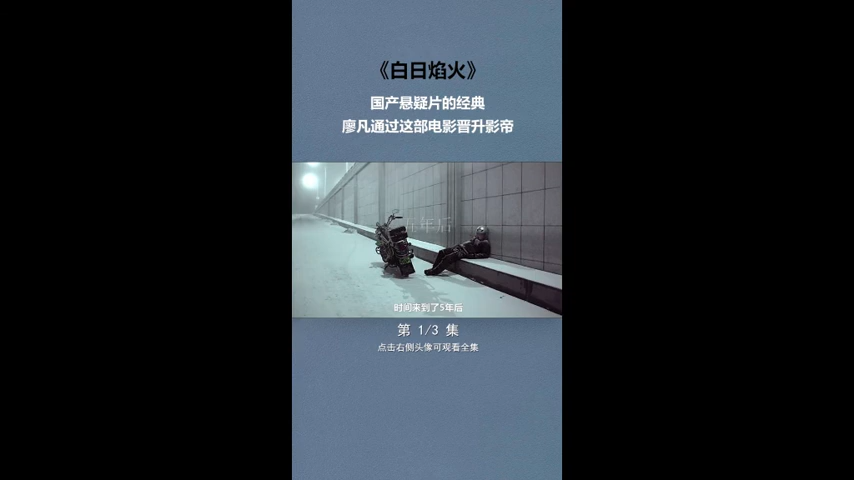 《白日焰火》
国产悬疑片的经典
廖凡通过这部电影晋升影帝
五年后
时间来到了5年后
第 1/3 集
点击右侧头像可观看全集